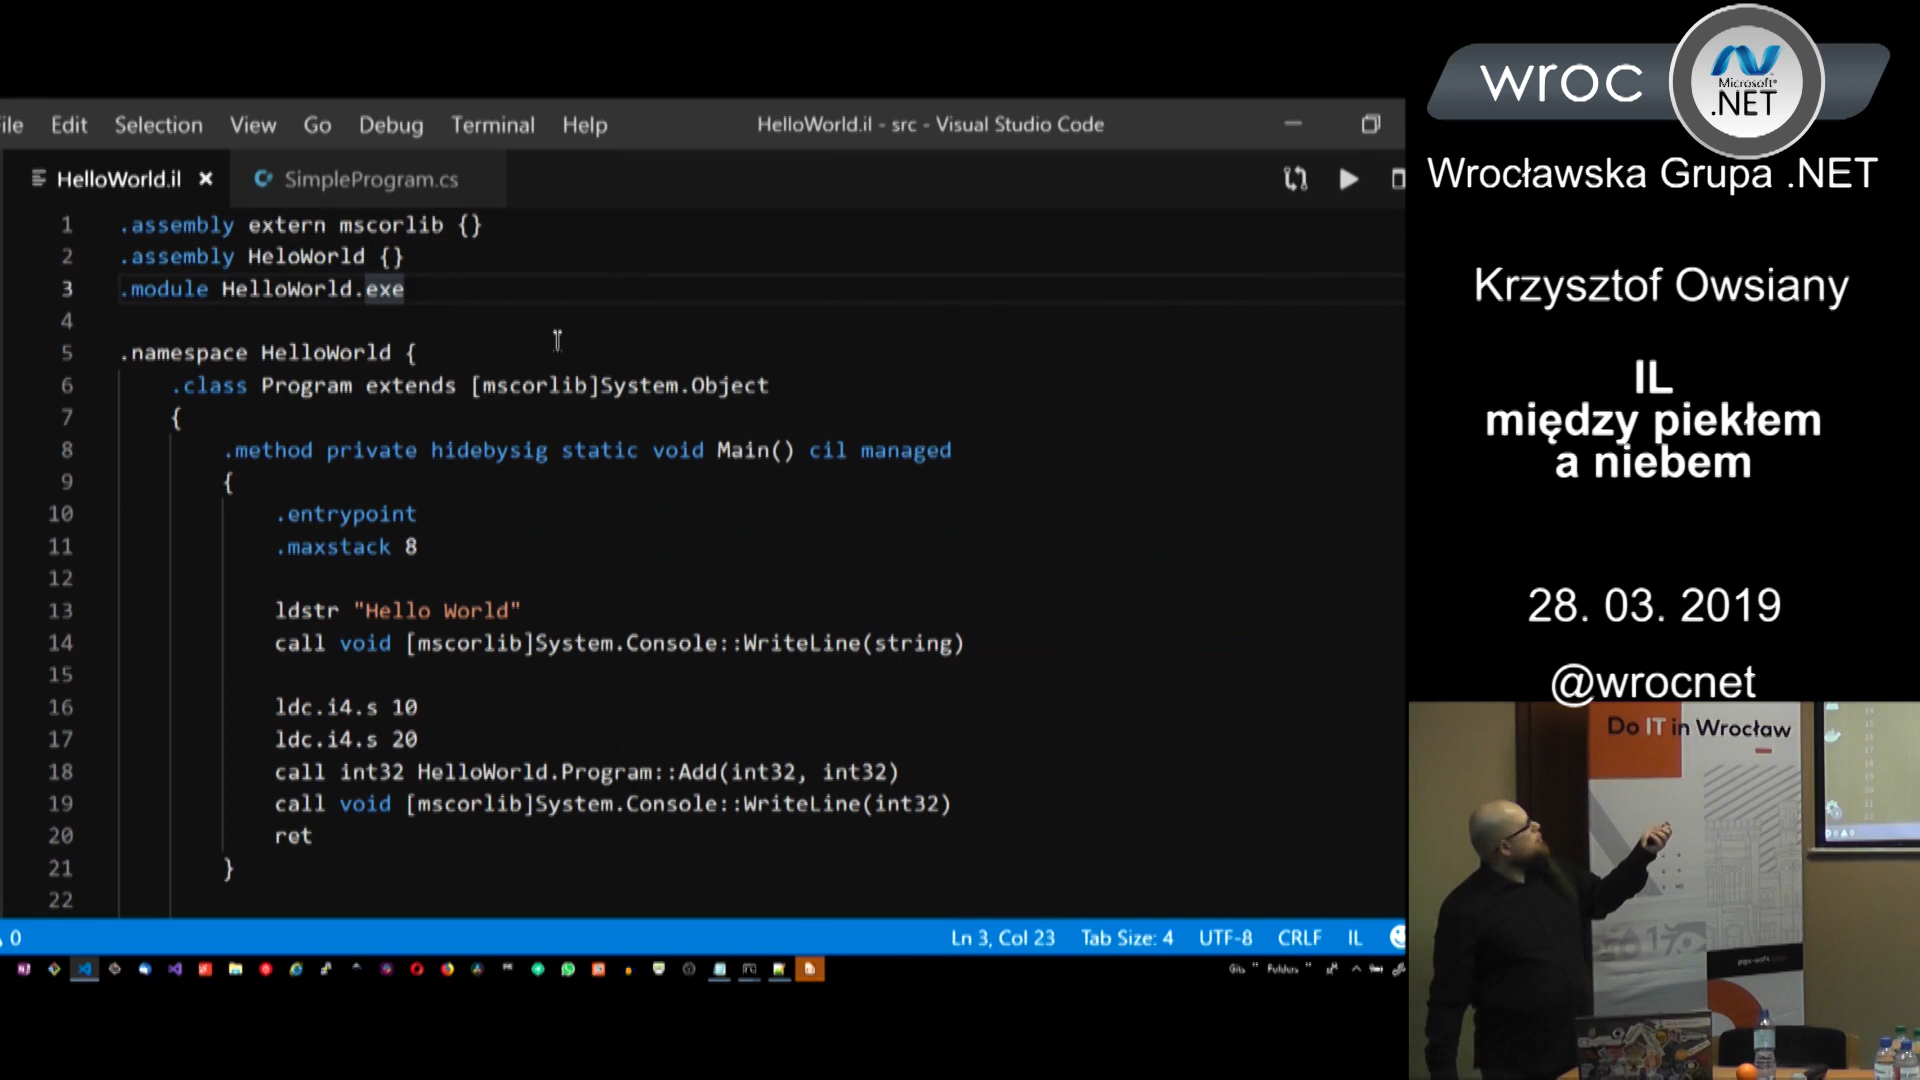 File Edit Selection View Go Debug Terminal Help
HelloWorld.il - src - Visual Studio Code
HelloWorld.il
SimpleProgram.cs
1 .assembly extern mscorlib {}
2 .assembly HeloWorld {}
3 .module HelloWorld.exe
4
5 .namespace HelloWorld {
6 .class Program extends [mscorlib]System.Object
7 {
8 .method private hidebysig static void Main() cil managed
9 {
10 .entrypoint
11 .maxstack 8
12
13 ldstr "Hello World"
14 call void [mscorlib]System.Console::WriteLine(string)
15
16 ldc.i4.s 10
17 ldc.i4.s 20
18 call int32 HelloWorld.Program::Add(int32, int32)
19 call void [mscorlib]System.Console::WriteLine(int32)
20 ret
21 }
22
0 Ln 3, Col 23 Tab Size: 4 UTF-8 CRLF IL
wroc
Microsoft
.NET
Wrocławska Grupa .NET
Krzysztof Owsiany
IL
między piekłem
a niebem
28. 03. 2019
@wrocnet
Do IT in Wrocław